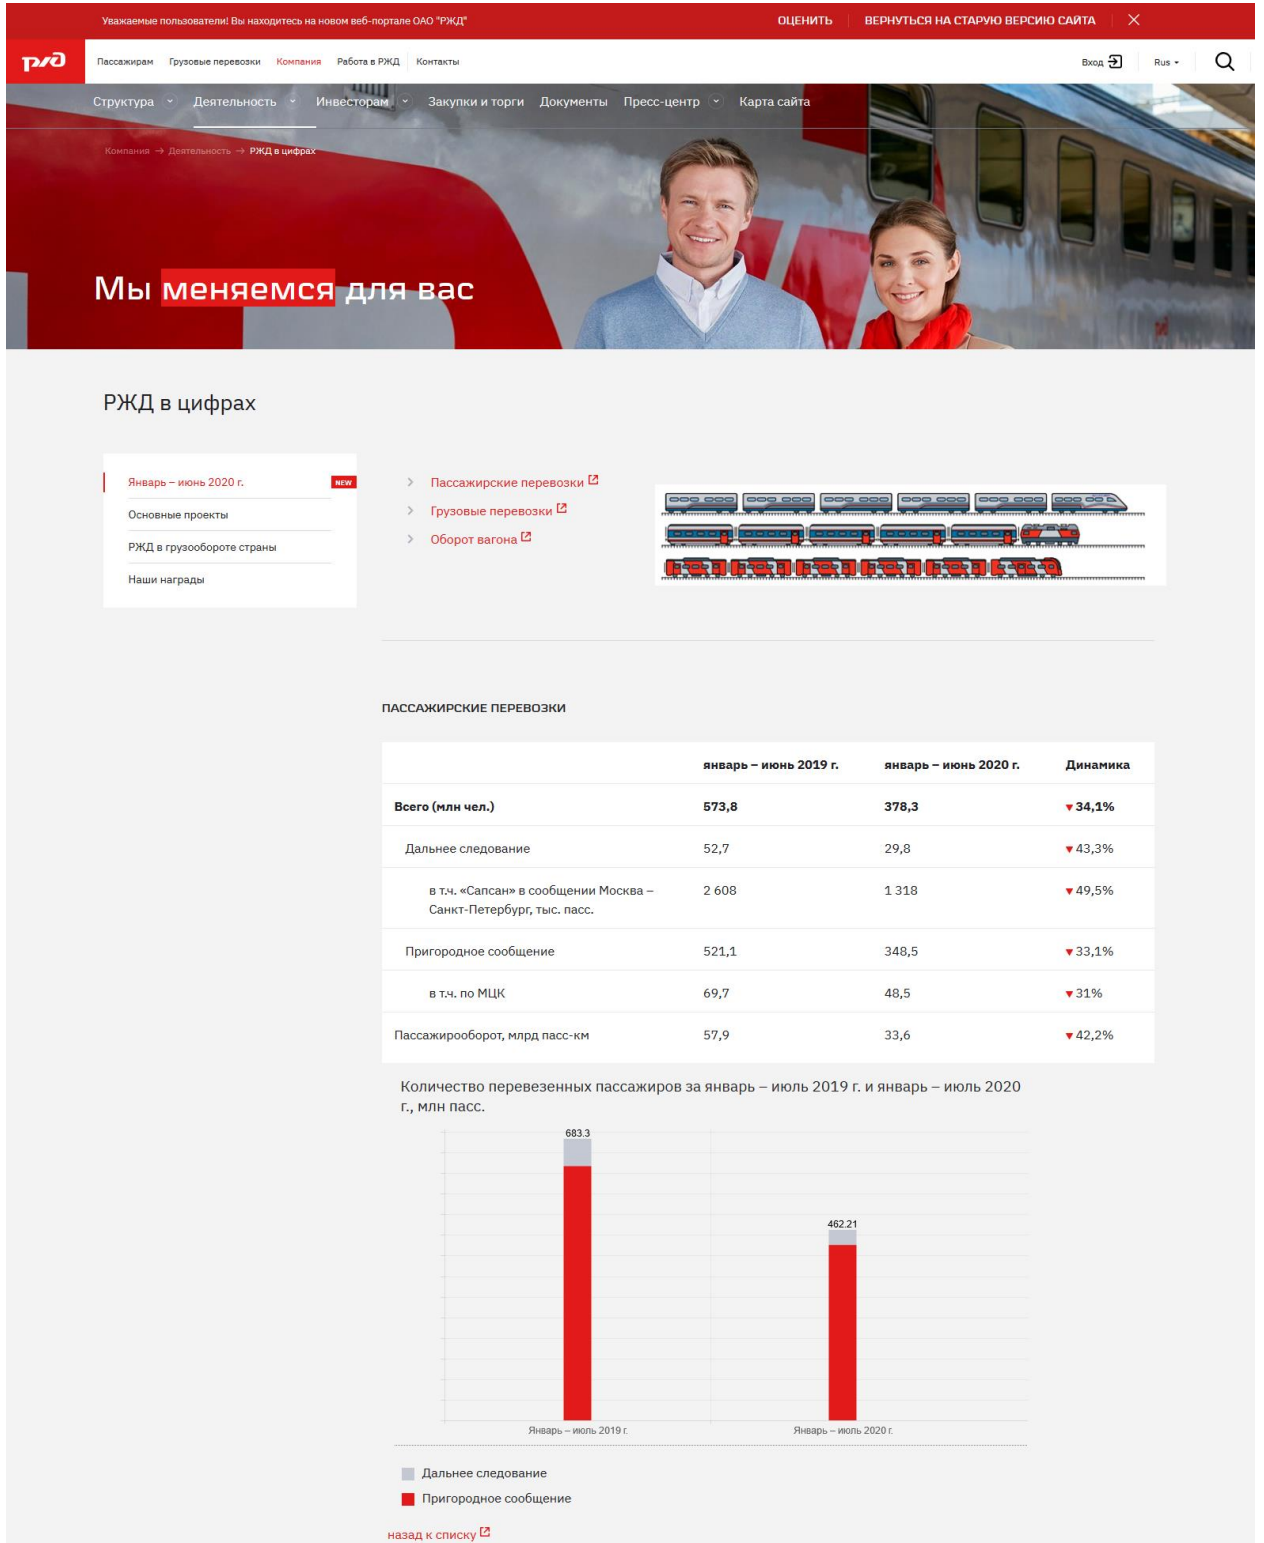 Уважаемые пользователи! Вы находитесь на новом веб-портале ОАО "РЖД"
ОЦЕНИТЬ
ВЕРНУТЬСЯ НА СТАРУЮ ВЕРСИЮ САЙТА
Пассажирам Грузовые перевозки Компания Работа в РЖД Контакты
Вход
Rus
Структура Деятельность Инвесторам Закупки и торги Документы Пресс-центр Карта сайта
Компания → Деятельность → РЖД в цифрах
Мы меняемся для вас
РЖД в цифрах
Январь – июнь 2020 г. NEW
Основные проекты
РЖД в грузообороте страны
Наши награды
Пассажирские перевозки
Грузовые перевозки
Оборот вагона
ПАССАЖИРСКИЕ ПЕРЕВОЗКИ
январь – июнь 2019 г. январь – июнь 2020 г. Динамика
Всего (млн чел.) 573,8 378,3 ▼34,1%
Дальнее следование 52,7 29,8 ▼43,3%
в т.ч. «Сапсан» в сообщении Москва – 2 608 1 318 ▼49,5%
Санкт-Петербург, тыс. пасс.
Пригородное сообщение 521,1 348,5 ▼33,1%
в т.ч. по МЦК 69,7 48,5 ▼31%
Пассажирооборот, млрд пасс-км 57,9 33,6 ▼42,2%
Количество перевезенных пассажиров за январь – июль 2019 г. и январь – июль 2020
г., млн пасс.
683.3
462.21
Январь – июль 2019 г. Январь – июль 2020 г.
Дальнее следование
Пригородное сообщение
назад к списку